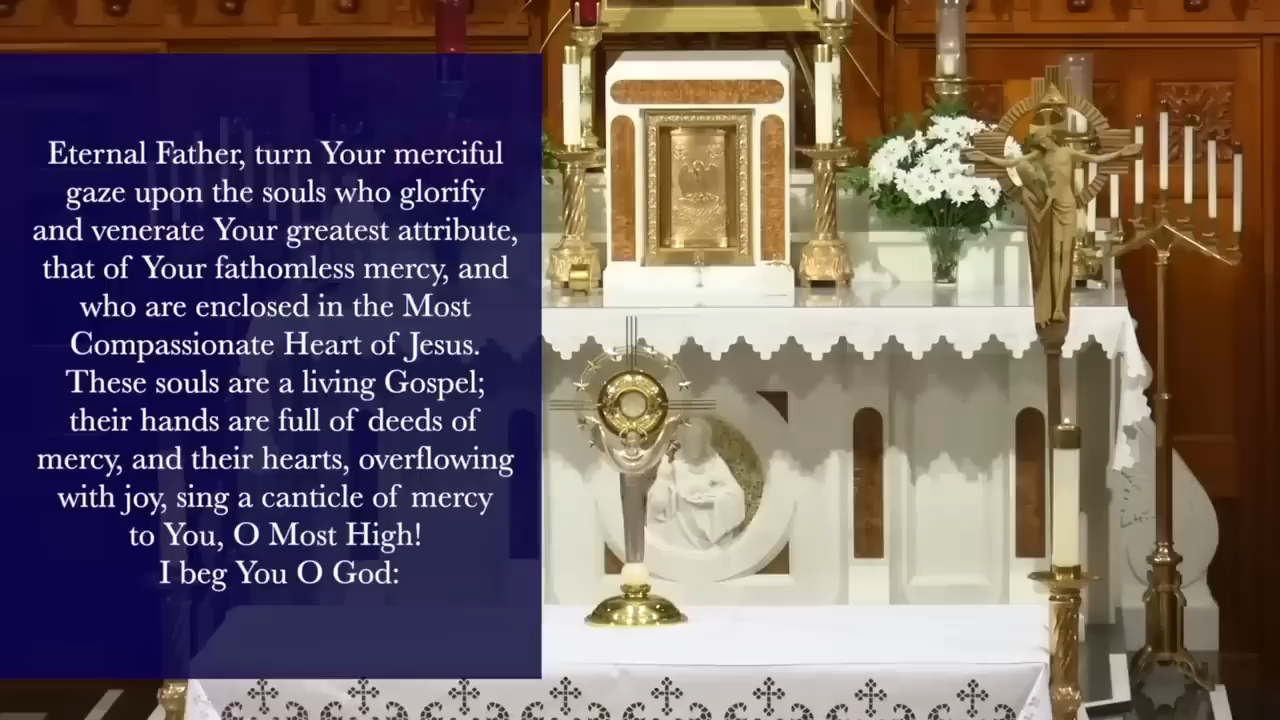 Eternal Father, turn Your merciful
gaze upon the souls who glorify
and venerate Your greatest attribute,
that of Your fathomless mercy, and
who are enclosed in the Most
Compassionate Heart of Jesus.
These souls are a living Gospel;
their hands are full of deeds of
mercy, and their hearts, overflowing
with joy, sing a canticle of mercy
to You, O Most High!
I beg You O God: